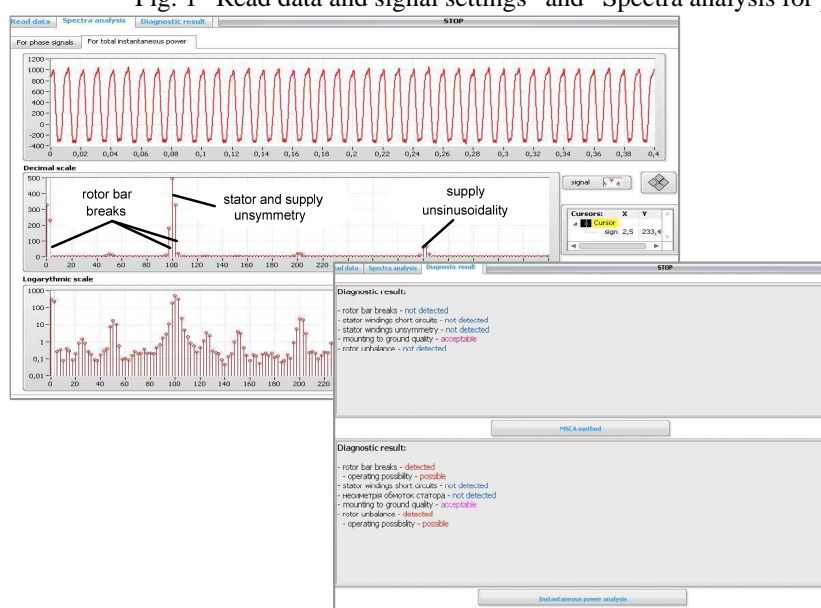 Fig. 1 "Read data and signal settings" and "Spectra analysis for
Read data Spectra analysis Diagnostic result STOP
For phase signals For total instantaneous power
1200
1000
800
600
400
200
0
-200
-400
0 0,02 0,04 0,06 0,08 0,1 0,12 0,14 0,16 0,18 0,2 0,22 0,24 0,26 0,28 0,3 0,32 0,34 0,36 0,38 0,4
Decimal scale
500
400
300
200
100
0
rotor bar
breaks
stator and supply
unsymmetry
supply
unsinusoidality
0 20 40 60 80 100 120 140 160 180 200 220 240 260 280
signal
Cursors: X Y
Cursor
sign 2,5 233,4
Logarythmic scale
1000
100
10
1
0,1
0,01
0 20 40 60 80 100 120 140 160 180 200 220
ad data Spectra analysis Diagnostic result STOP
Diagnostic result:
- rotor bar breaks - not detected
- stator windings short circuits - not detected
- stator windings unsymmetry - not detected
- mounting to ground quality - acceptable
- rotor unbalance - not detected
MSCA method
Diagnostic result:
- rotor bar breaks - detected
- operating possibility - possible
- stator windings short circuits - not detected
- несиметрія обмоток статора - not detected
- mounting to ground quality - acceptable
- rotor unbalance - detected
- operating possibility - possible
Instantaneous power analysis